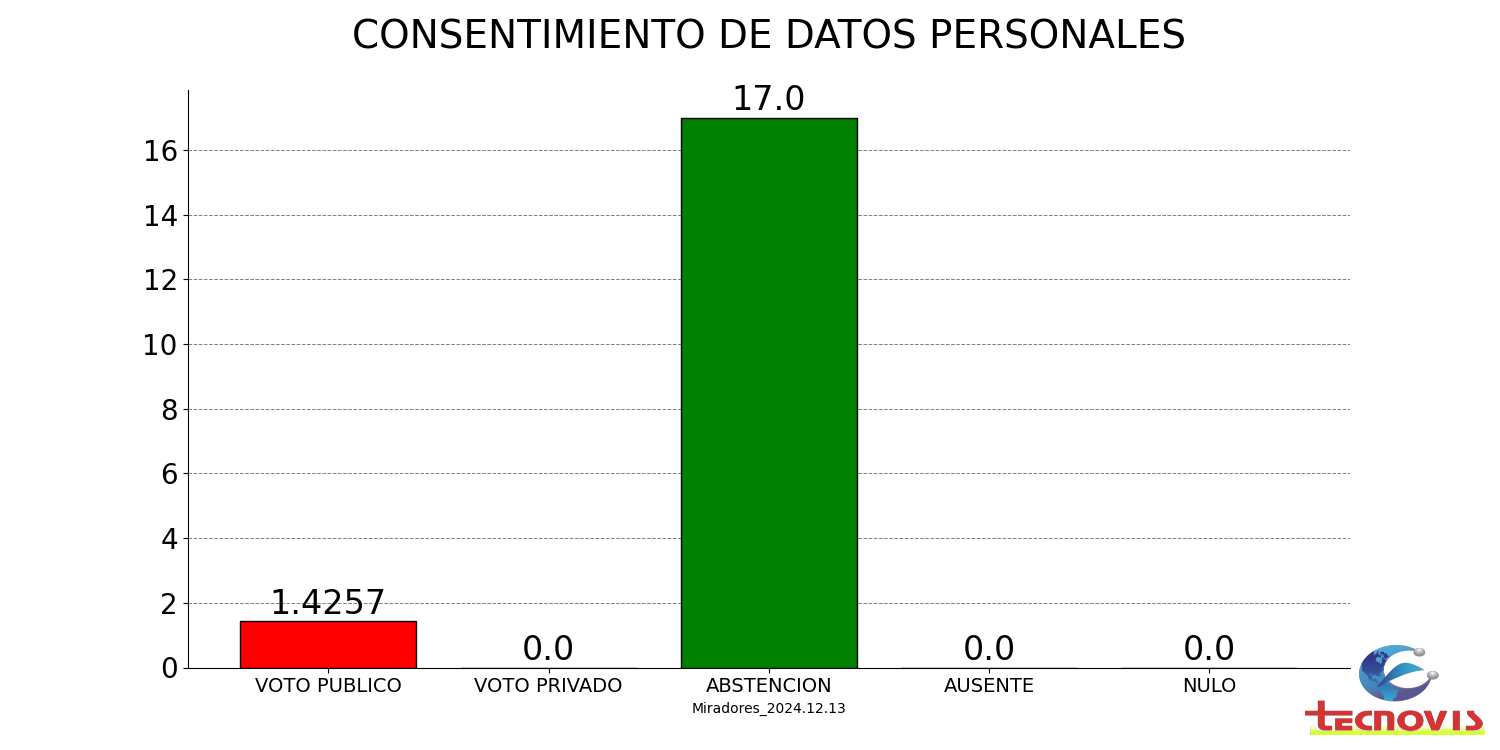 CONSENTIMIENTO DE DATOS PERSONALES
17.0
16
14
12
10
8
6
4
2
0
1.4257
0.0
0.0
0.0
VOTO PUBLICO
VOTO PRIVADO
ABSTENCION
AUSENTE
NULO
Miradores_2024.12.13
TECNOVIS